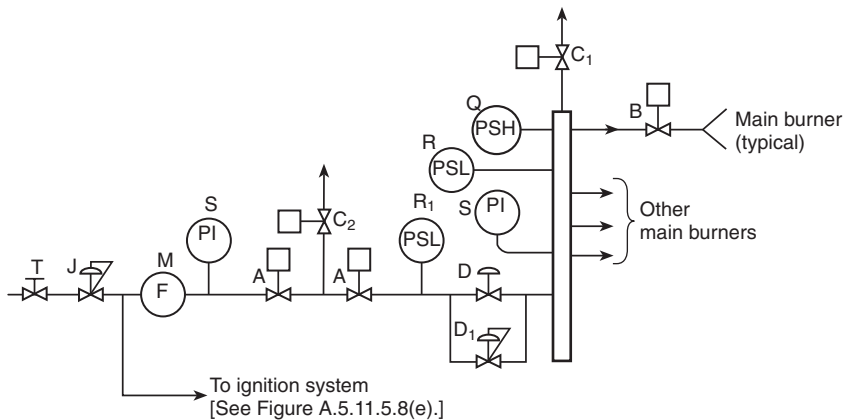 C1
Q
PSH
B
Main burner
(typical)
R
PSL
S
PI
C2
R1
PSL
S
PI
Other
main burners
T
J
M
F
A
A
D
D1
To ignition system
[See Figure A.5.11.5.8(e).]